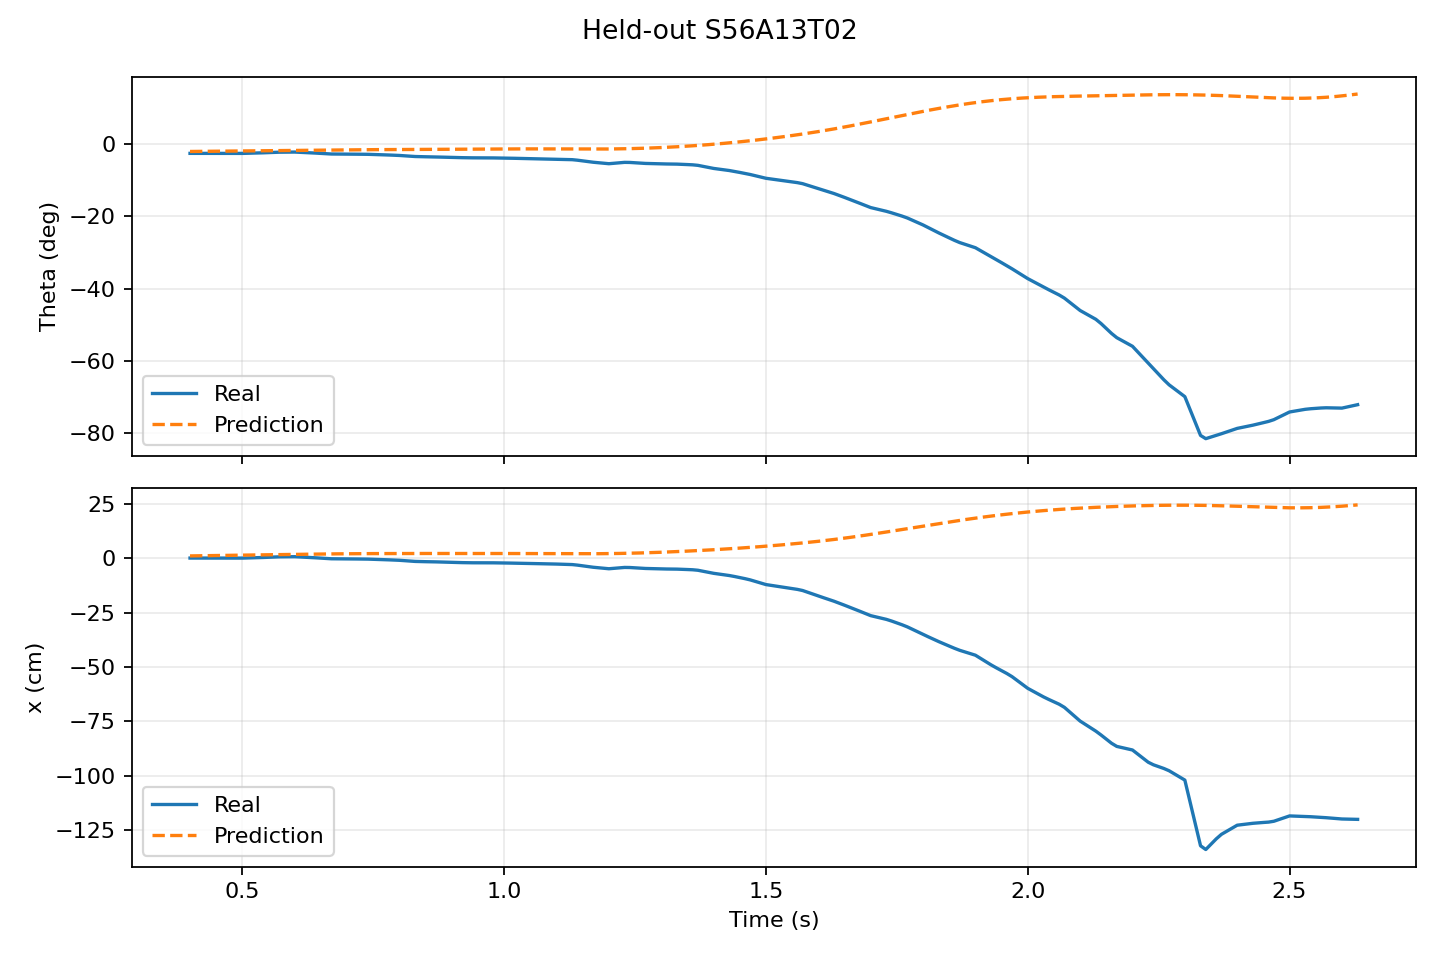 Held-out S56A13T02
Theta (deg)
0
−20
−40
−60
−80
Real
Prediction
x (cm)
25
0
−25
−50
−75
−100
−125
Real
Prediction
0.5
1.0
1.5
2.0
2.5
Time (s)